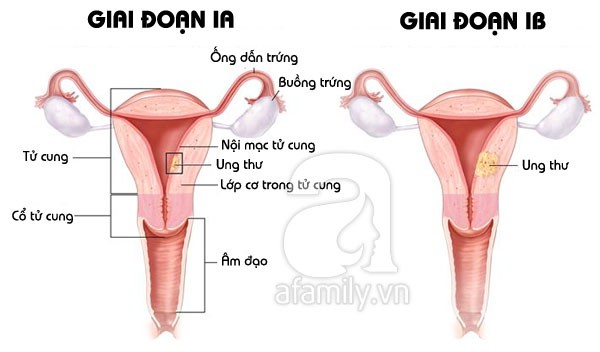 GIAI ĐOẠN IA
GIAI ĐOẠN IB
Ống dẫn trứng
Buồng trứng
Nội mạc tử cung
Tử cung
Ung thư
Ung thư
Lớp cơ trong tử cung
Cổ tử cung
Âm đạo
afamily.vn